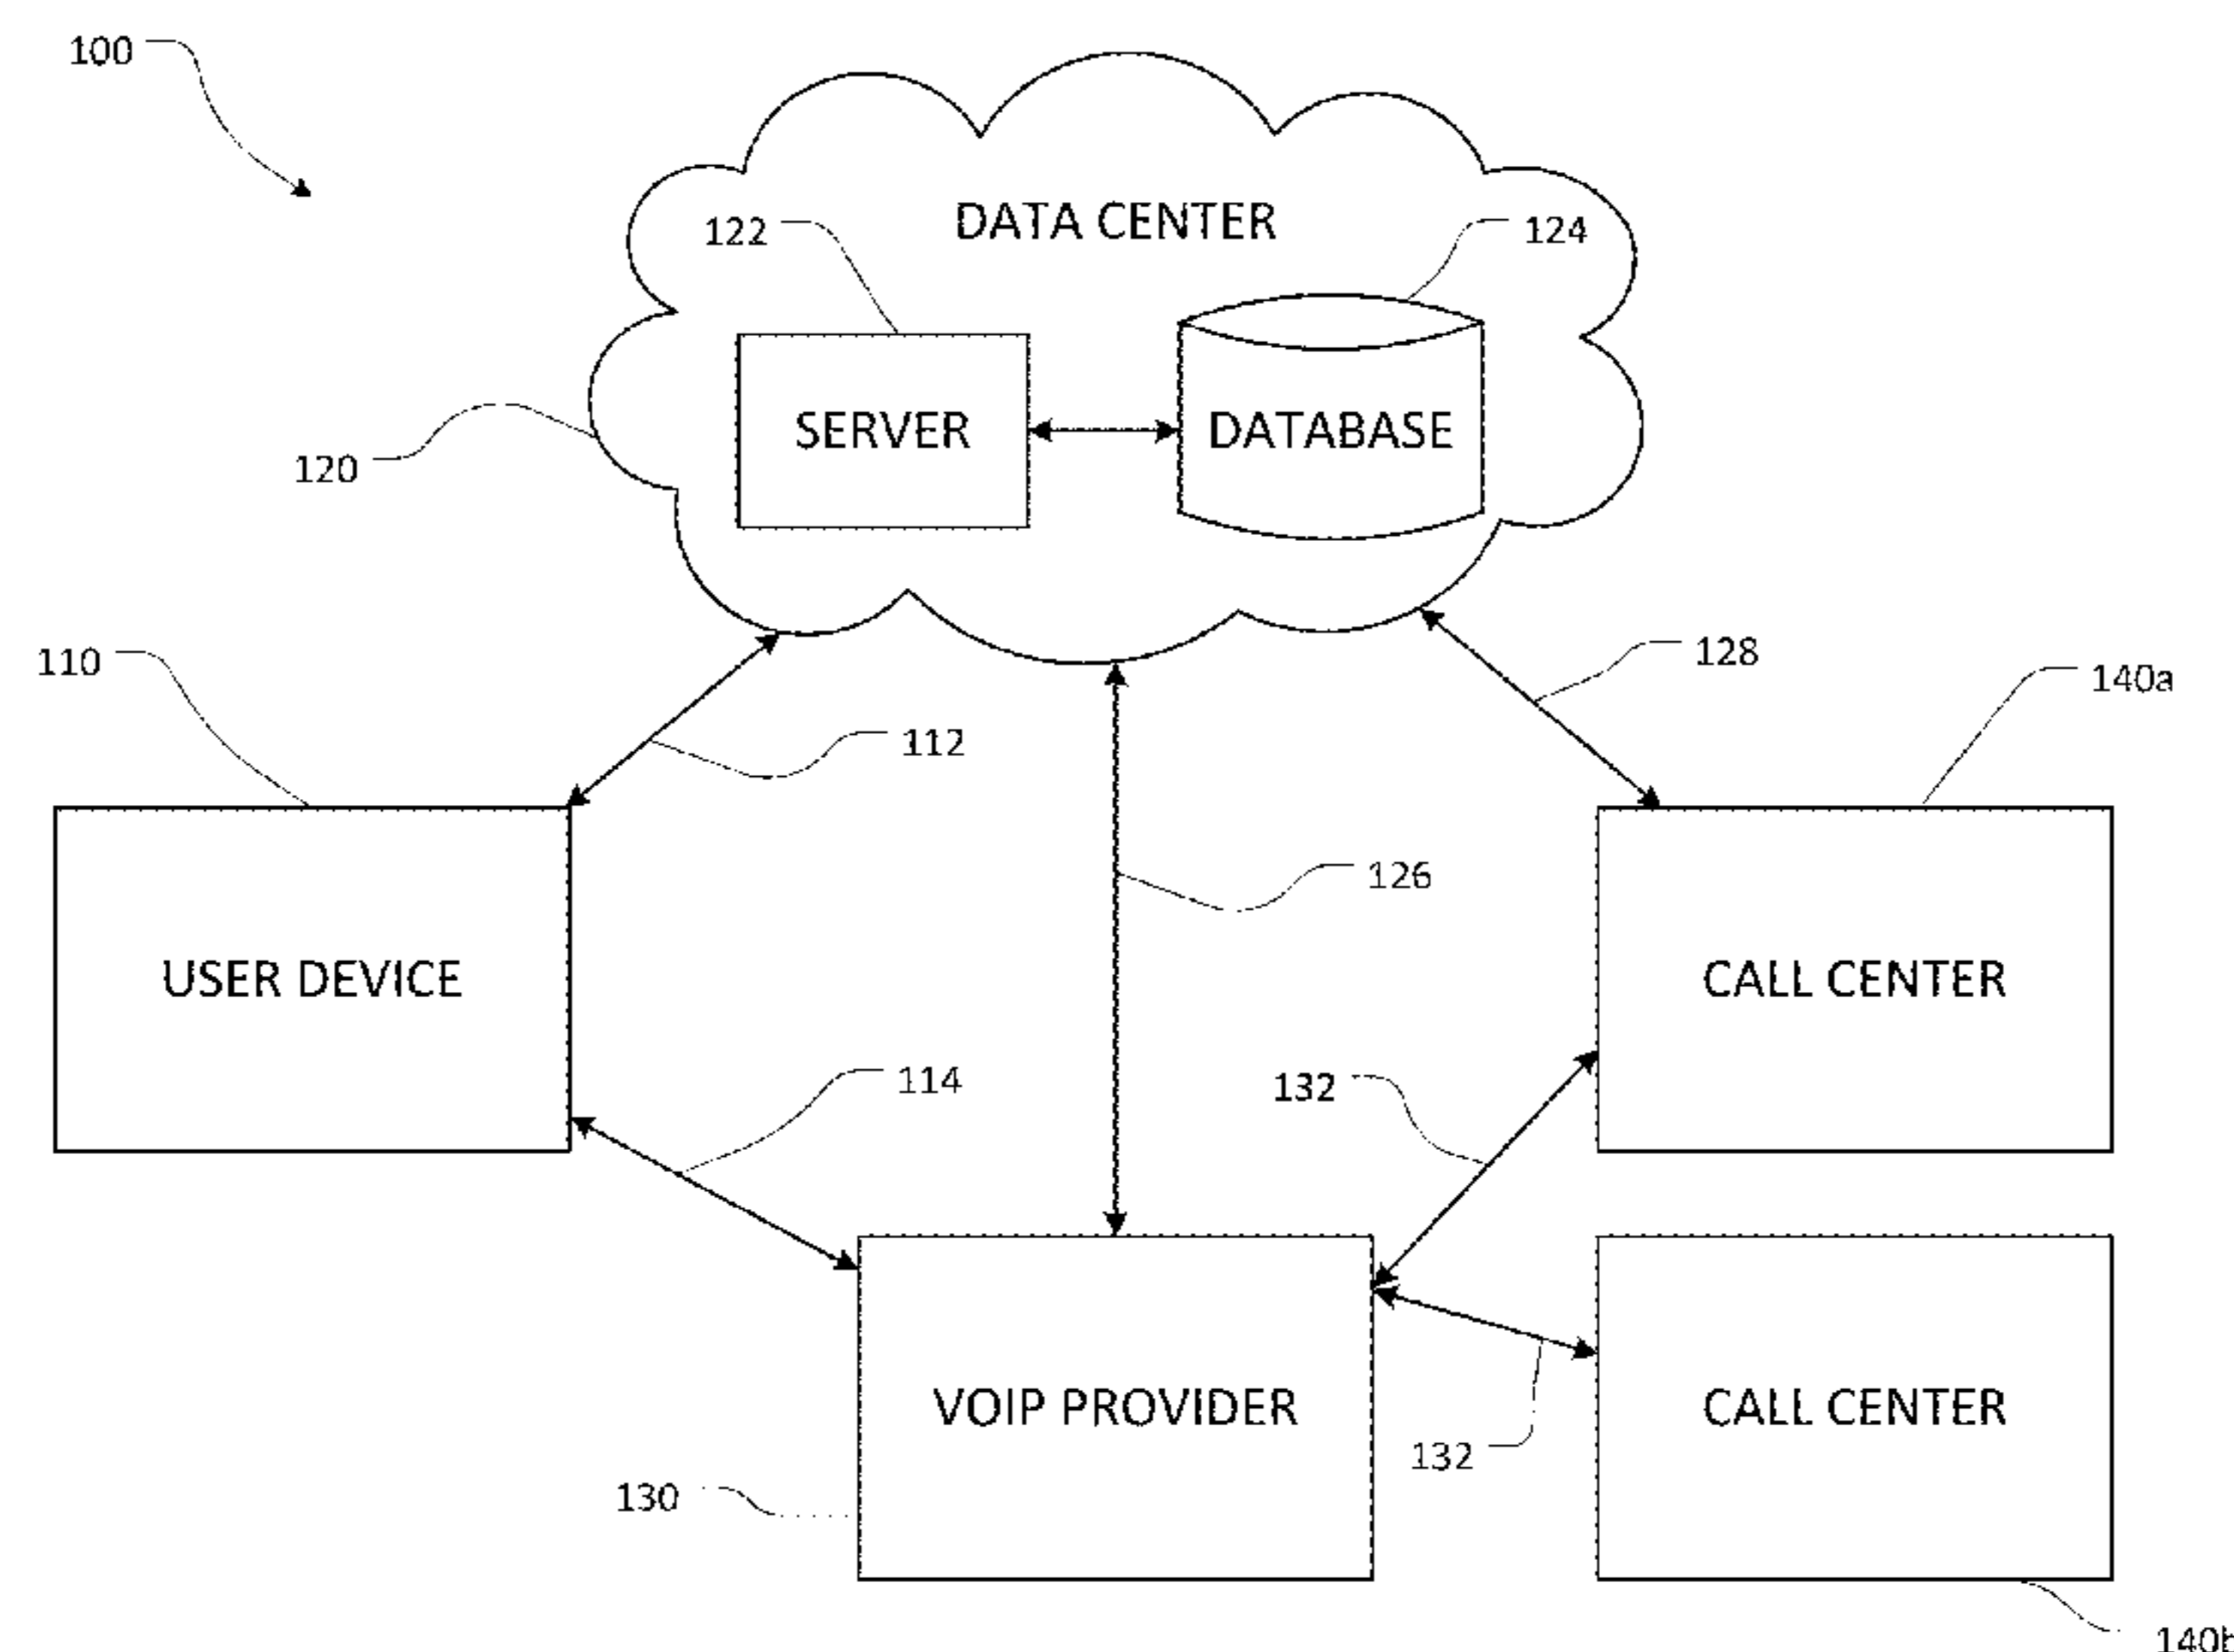 100
DATA CENTER
122
124
SERVER
DATABASE
120
110
128
140a
112
126
USER DEVICE
CALL CENTER
114
132
VOIP PROVIDER
CALL CENTER
132
130
140b